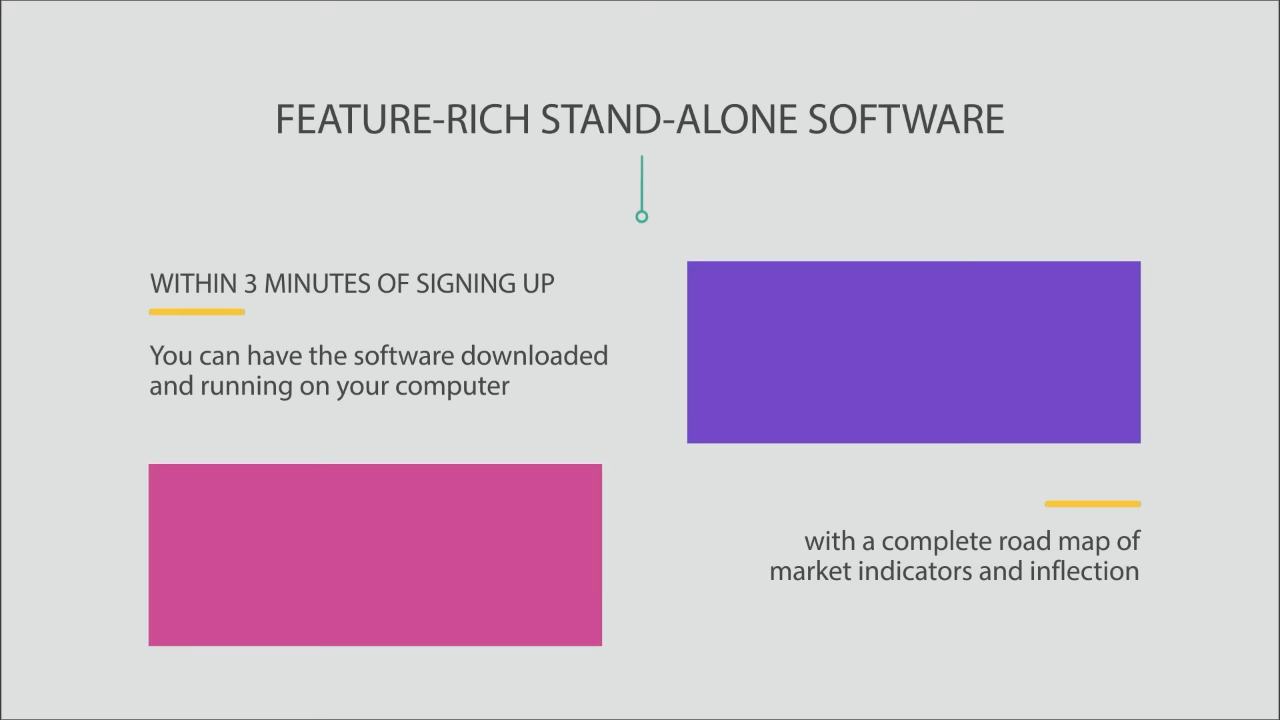 FEATURE-RICH STAND-ALONE SOFTWARE
WITHIN 3 MINUTES OF SIGNING UP
You can have the software downloaded
and running on your computer
with a complete road map of
market indicators and inflection